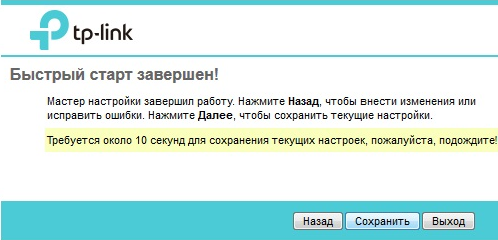 tp-link
Быстрый старт завершен!
Мастер настройки завершил работу. Нажмите Назад, чтобы внести изменения или
исправить ошибки. Нажмите Далее, чтобы сохранить текущие настройки.
Требуется около 10 секунд для сохранения текущих настроек, пожалуйста, подождите!
Назад Сохранить Выход